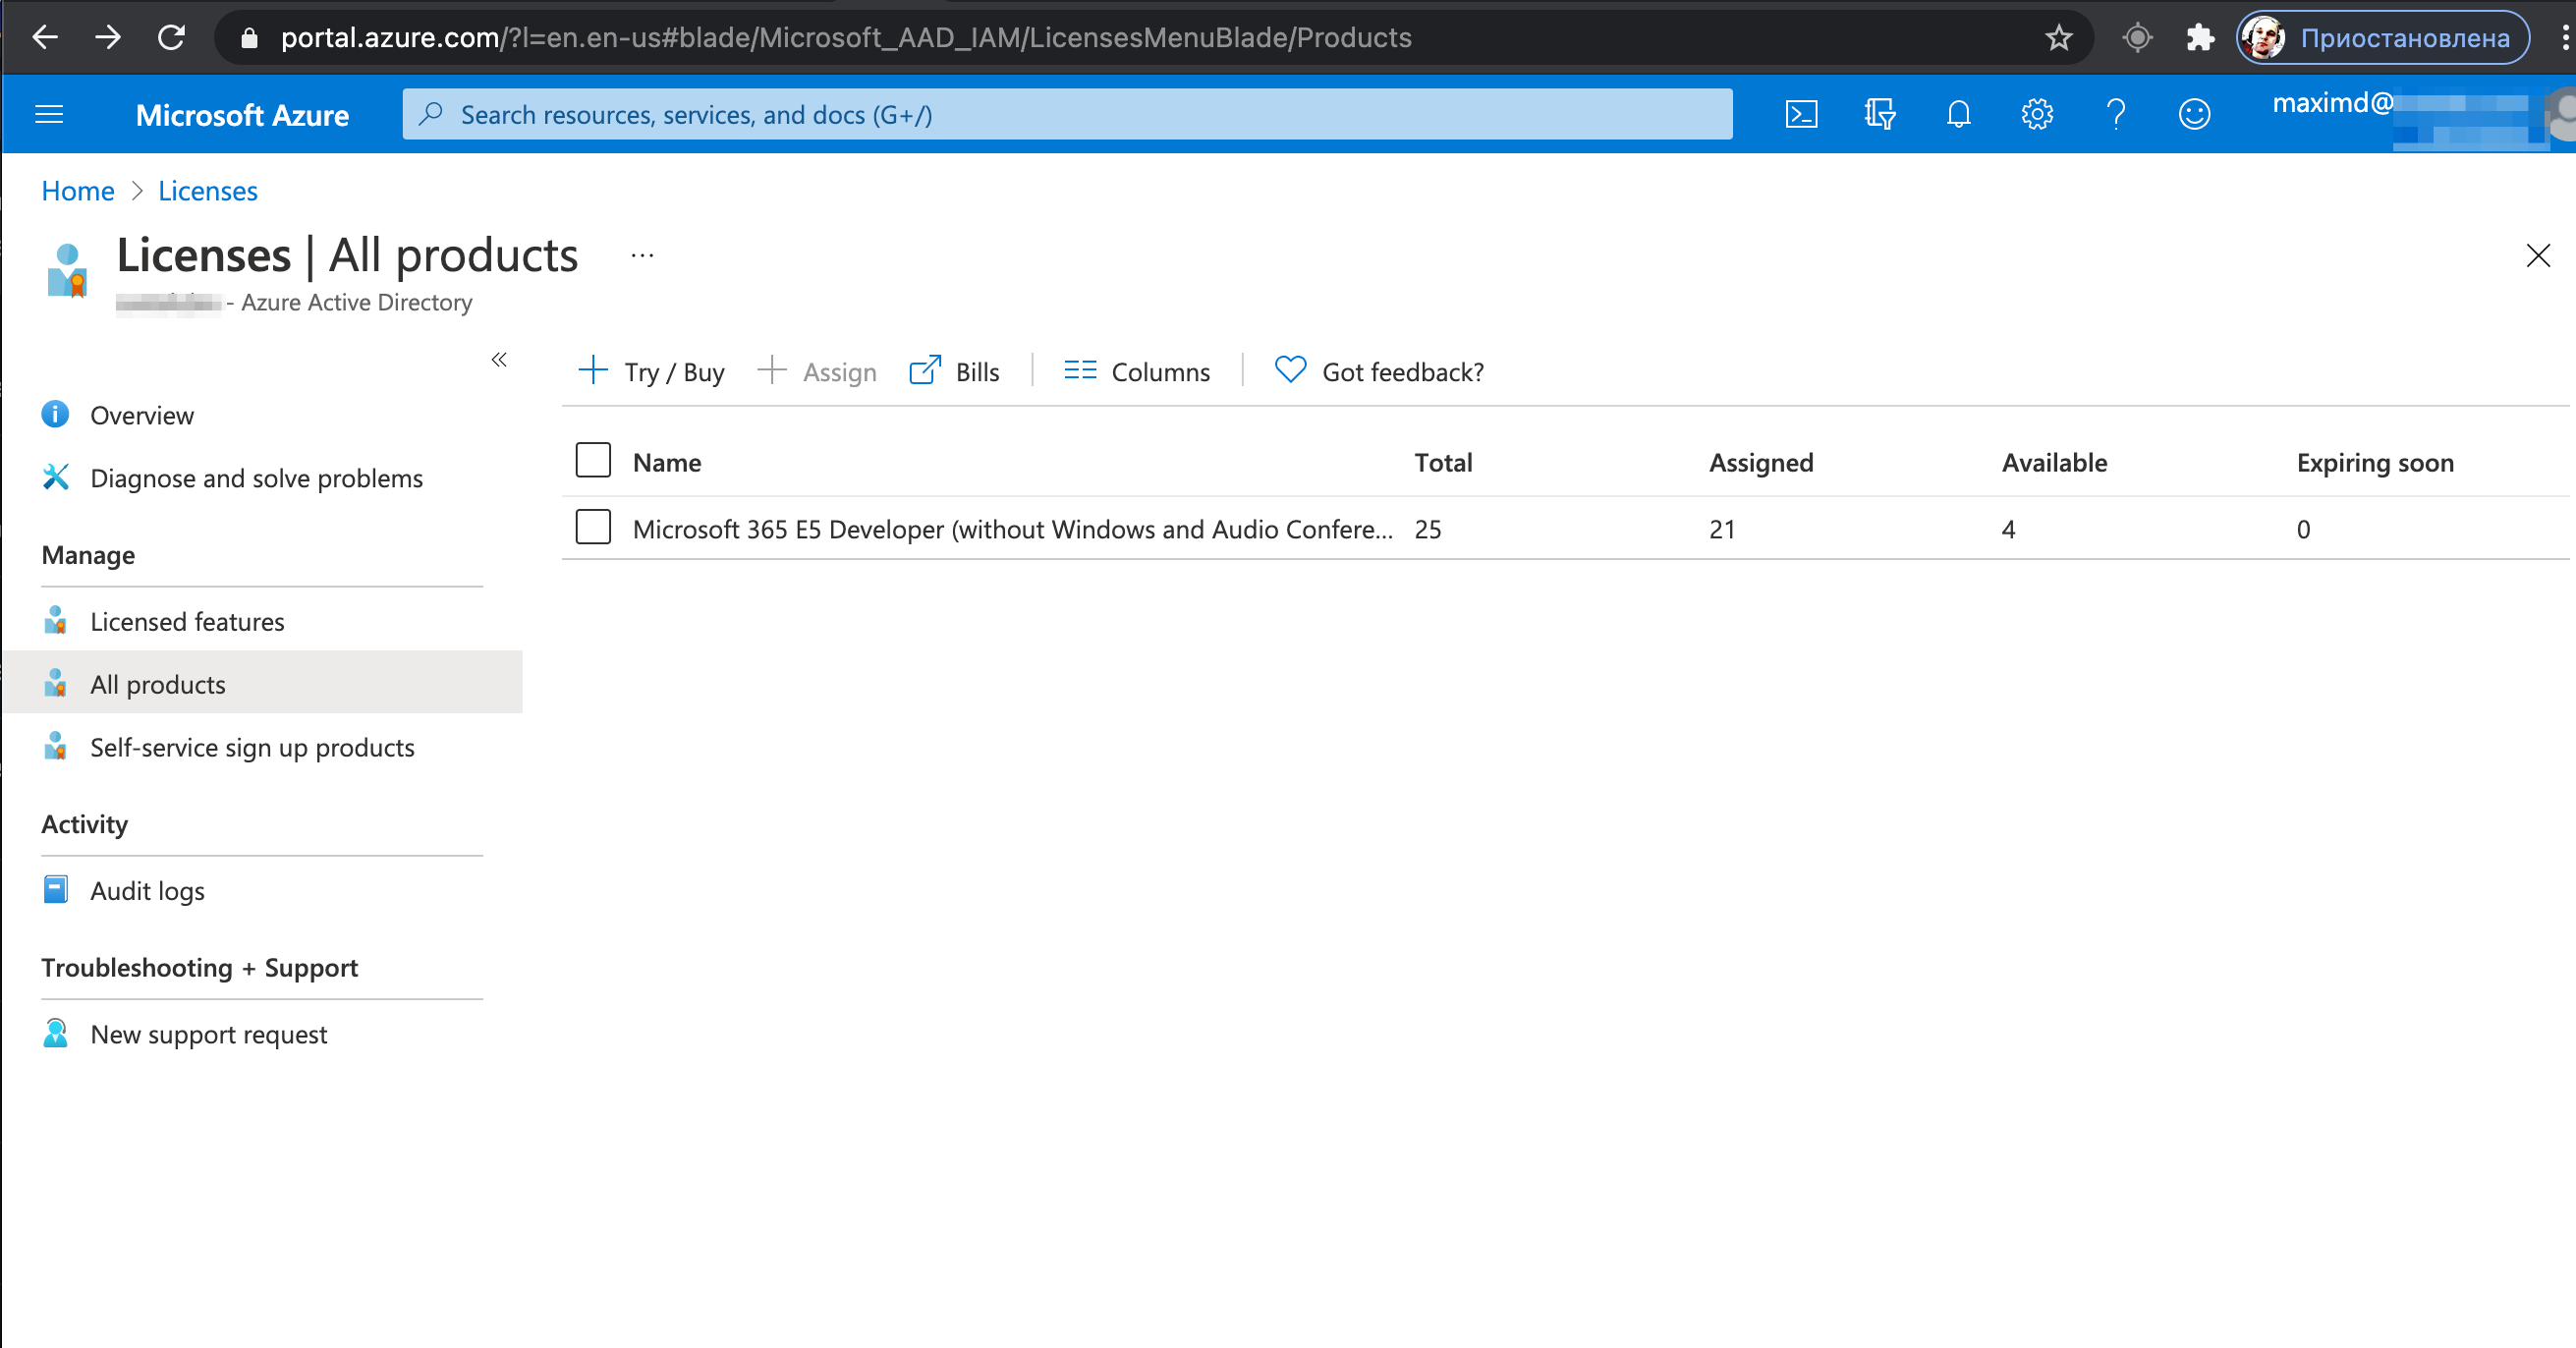 portal.azure.com/?l=en.en-us#blade/Microsoft_AAD_IAM/LicensesMenuBlade/Products
Приостановлена
Microsoft Azure
Search resources, services, and docs (G+/)
maximd@
Home > Licenses
Licenses | All products ...
- Azure Active Directory
Try / Buy Assign Bills Columns Got feedback?
Overview
Diagnose and solve problems
Manage
Licensed features
All products
Self-service sign up products
Activity
Audit logs
Troubleshooting + Support
New support request
Name Total Assigned Available Expiring soon
Microsoft 365 E5 Developer (without Windows and Audio Confere... 25 21 4 0